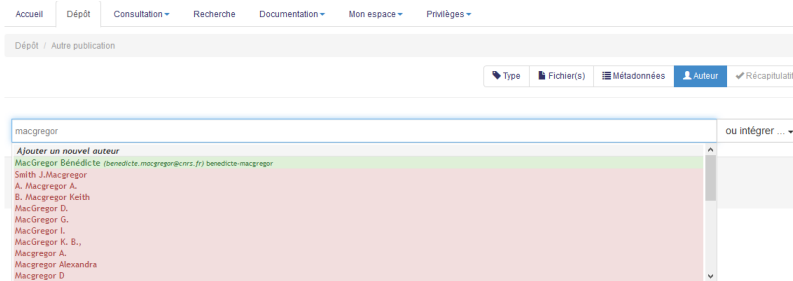 Accueil Dépôt Consultation Recherche Documentation Mon espace Privilèges
Dépôt / Autre publication
Type Fichier(s) Métadonnées Auteur Récapitulatif
macgregor ou intégrer ...
Ajouter un nouvel auteur
MacGregor Bénédicte (benedicte.macgregor@cnrs.fr) benedicte-macgregor
Smith J.Macgregor
A. Macgregor A.
B. Macgregor Keith
MacGregor D.
MacGregor G.
MacGregor I.
MacGregor K. B.,
Macgregor A.
Macgregor Alexandra
Macgregor D